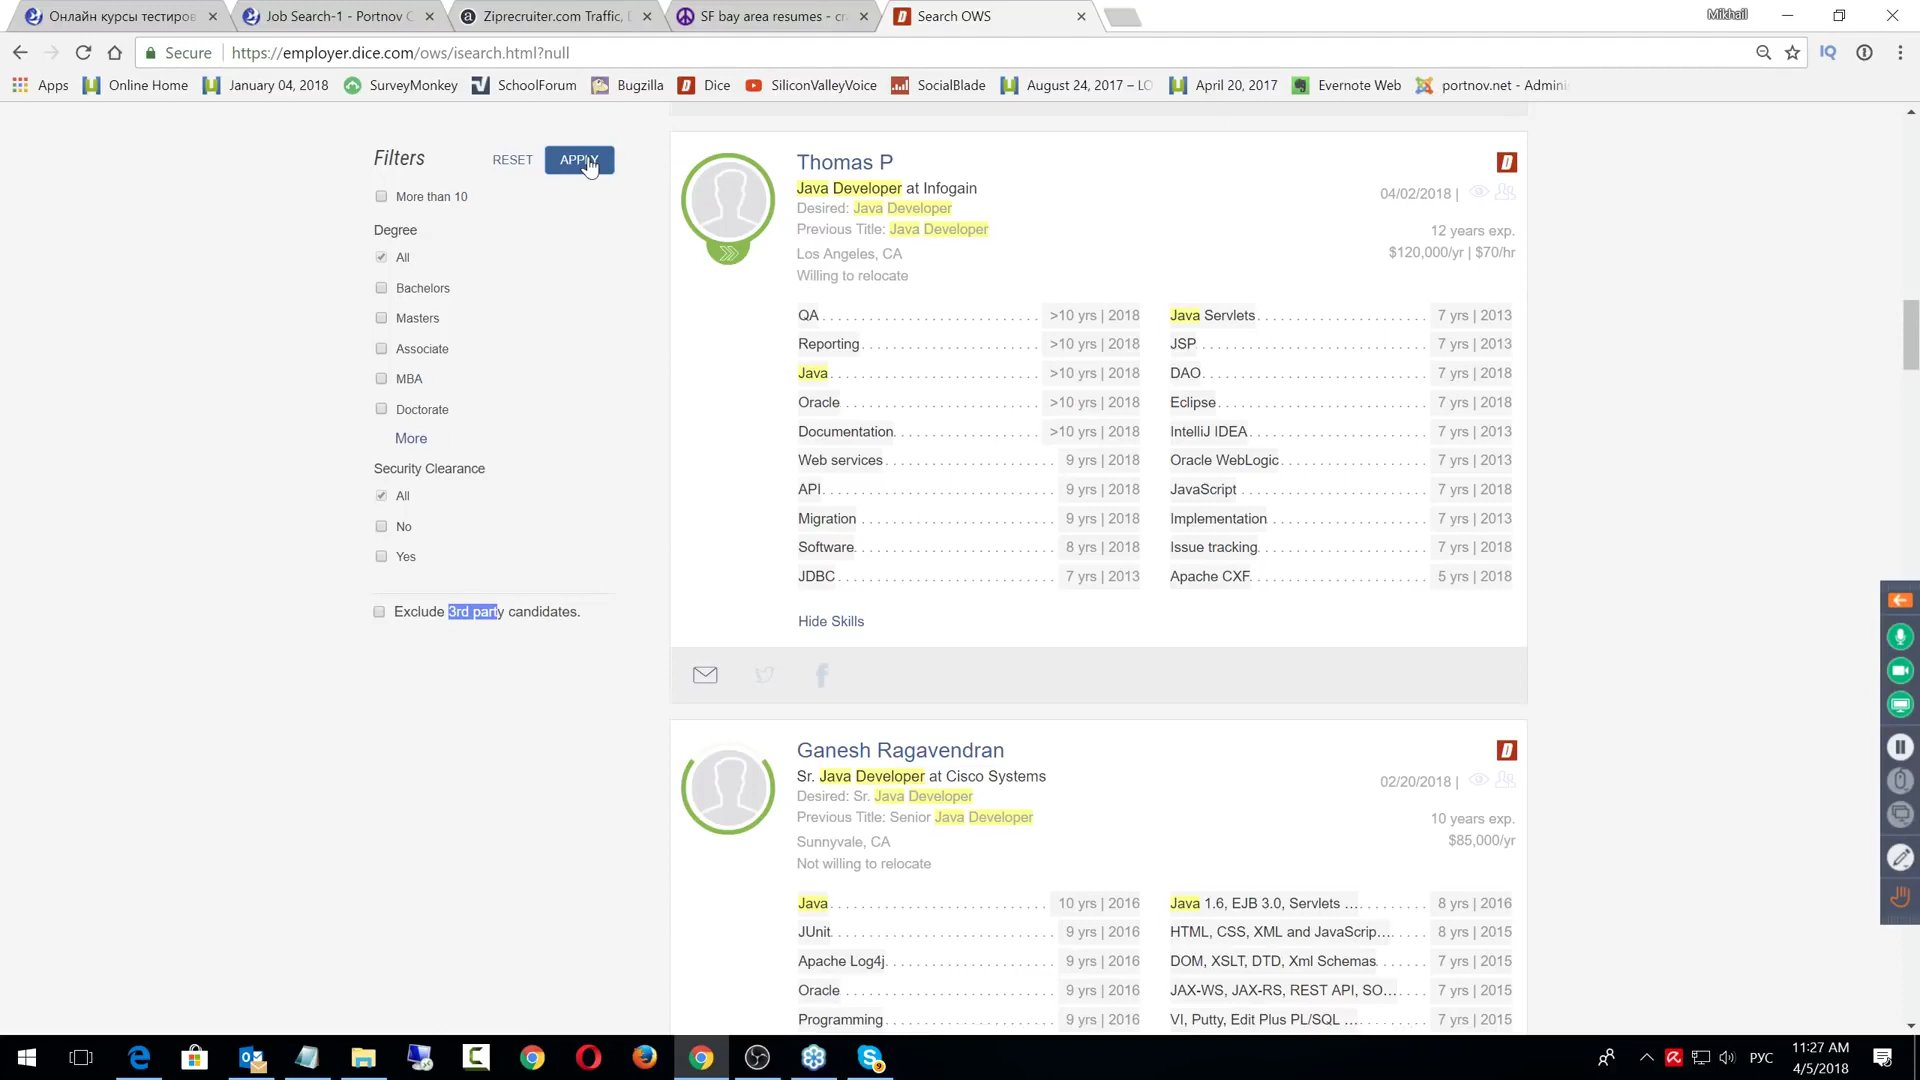 Онлайн курсы тестиров
Job Search-1 - Portnov C
Ziprecruiter.com Traffic,
SF bay area resumes - cr
Search OWS
Mikhail
Secure
https://employer.dice.com/ows/isearch.html?null
Apps
Online Home
January 04, 2018
SurveyMonkey
SchoolForum
Bugzilla
Dice
SiliconValleyVoice
SocialBlade
August 24, 2017 – LO
April 20, 2017
Evernote Web
portnov.net - Admini
Filters
RESET
APPLY
More than 10
Degree
All
Bachelors
Masters
Associate
MBA
Doctorate
More
Security Clearance
All
No
Yes
Exclude 3rd party candidates.
Thomas P
Java Developer at Infogain
Desired: Java Developer
Previous Title: Java Developer
Los Angeles, CA
Willing to relocate
04/02/2018 |
12 years exp.
$120,000/yr | $70/hr
QA >10 yrs | 2018
Reporting >10 yrs | 2018
Java >10 yrs | 2018
Oracle >10 yrs | 2018
Documentation >10 yrs | 2018
Web services 9 yrs | 2018
API 9 yrs | 2018
Migration 9 yrs | 2018
Software 8 yrs | 2018
JDBC 7 yrs | 2013
Java Servlets 7 yrs | 2013
JSP 7 yrs | 2013
DAO 7 yrs | 2018
Eclipse 7 yrs | 2018
IntelliJ IDEA 7 yrs | 2013
Oracle WebLogic 7 yrs | 2013
JavaScript 7 yrs | 2018
Implementation 7 yrs | 2013
Issue tracking 7 yrs | 2018
Apache CXF 5 yrs | 2018
Hide Skills
Ganesh Ragavendran
Sr. Java Developer at Cisco Systems
Desired: Sr. Java Developer
Previous Title: Senior Java Developer
Sunnyvale, CA
Not willing to relocate
02/20/2018 |
10 years exp.
$85,000/yr
Java 10 yrs | 2016
JUnit 9 yrs | 2016
Apache Log4j 9 yrs | 2016
Oracle 9 yrs | 2016
Programming 9 yrs | 2016
Java 1.6, EJB 3.0, Servlets ... 8 yrs | 2016
HTML, CSS, XML and JavaScrip... 8 yrs | 2015
DOM, XSLT, DTD, Xml Schemas 7 yrs | 2015
JAX-WS, JAX-RS, REST API, SO... 7 yrs | 2015
VI, Putty, Edit Plus PL/SQL ... 7 yrs | 2015
РУС
11:27 AM
4/5/2018